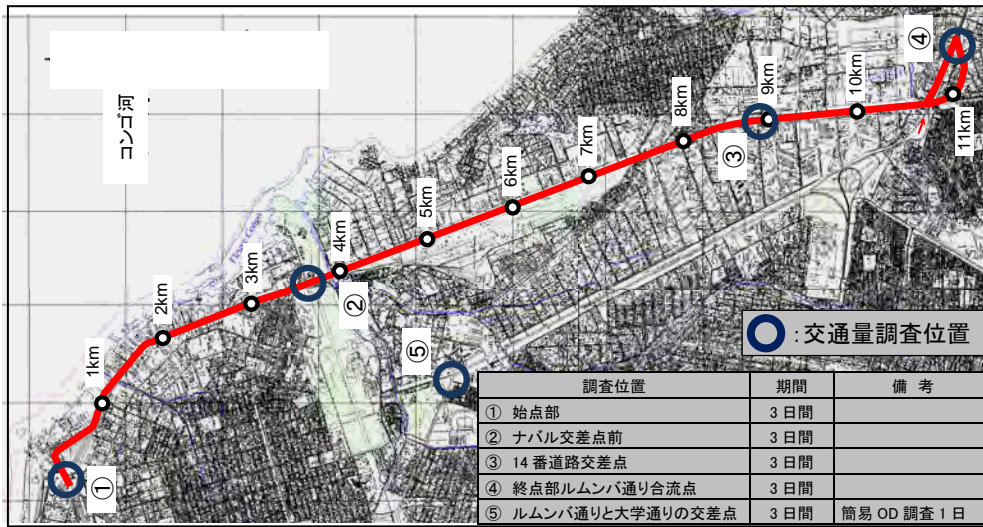 コンゴ河
④
9km
10km
8km
11km
③
7km
6km
5km
4km
3km
②
2km
⑤
1km
①
:交通量調査位置
調査位置 期間 備 考
① 始点部 3 日間
② ナバル交差点前 3 日間
③ 14 番道路交差点 3 日間
④ 終点部ルムンバ通り合流点 3 日間
⑤ ルムンバ通りと大学通りの交差点 3 日間 簡易 OD 調査 1 日